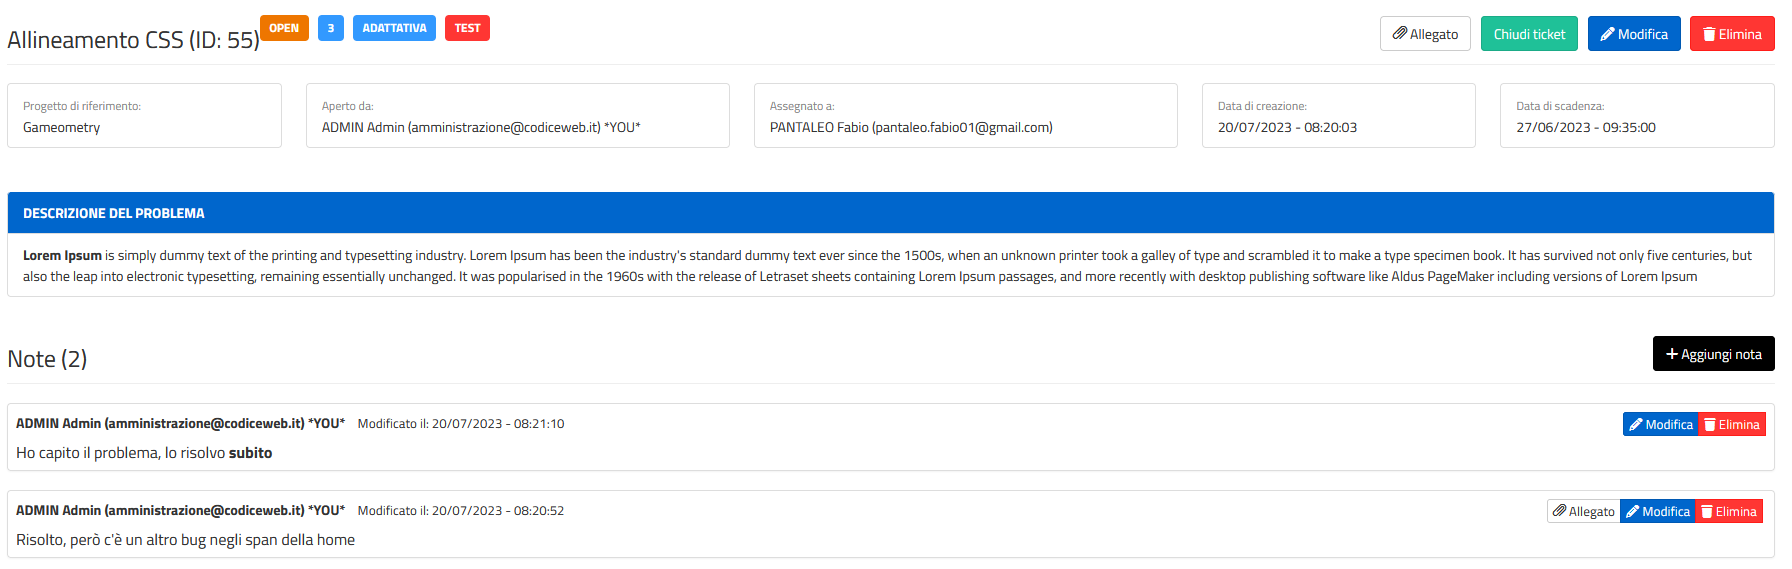 Allineamento CSS (ID: 55) OPEN 3 ADATTATIVA TEST Allegato Chiudi ticket Modifica Elimina
Progetto di riferimento:
Gameometry
Aperto da:
ADMIN Admin (amministrazione@codiceweb.it) *YOU*
Assegnato a:
PANTALEO Fabio (pantaleo.fabio01@gmail.com)
Data di creazione:
20/07/2023 - 08:20:03
Data di scadenza:
27/06/2023 - 09:35:00
DESCRIZIONE DEL PROBLEMA
Lorem Ipsum is simply dummy text of the printing and typesetting industry. Lorem Ipsum has been the industry's standard dummy text ever since the 1500s, when an unknown printer took a galley of type and scrambled it to make a type specimen book. It has survived not only five centuries, but
also the leap into electronic typesetting, remaining essentially unchanged. It was popularised in the 1960s with the release of Letraset sheets containing Lorem Ipsum passages, and more recently with desktop publishing software like Aldus PageMaker including versions of Lorem Ipsum
Note (2) + Aggiungi nota
ADMIN Admin (amministrazione@codiceweb.it) *YOU* Modificato il: 20/07/2023 - 08:21:10 Modifica Elimina
Ho capito il problema, lo risolvo subito
ADMIN Admin (amministrazione@codiceweb.it) *YOU* Modificato il: 20/07/2023 - 08:20:52 Allegato Modifica Elimina
Risolto, però c'è un altro bug negli span della home